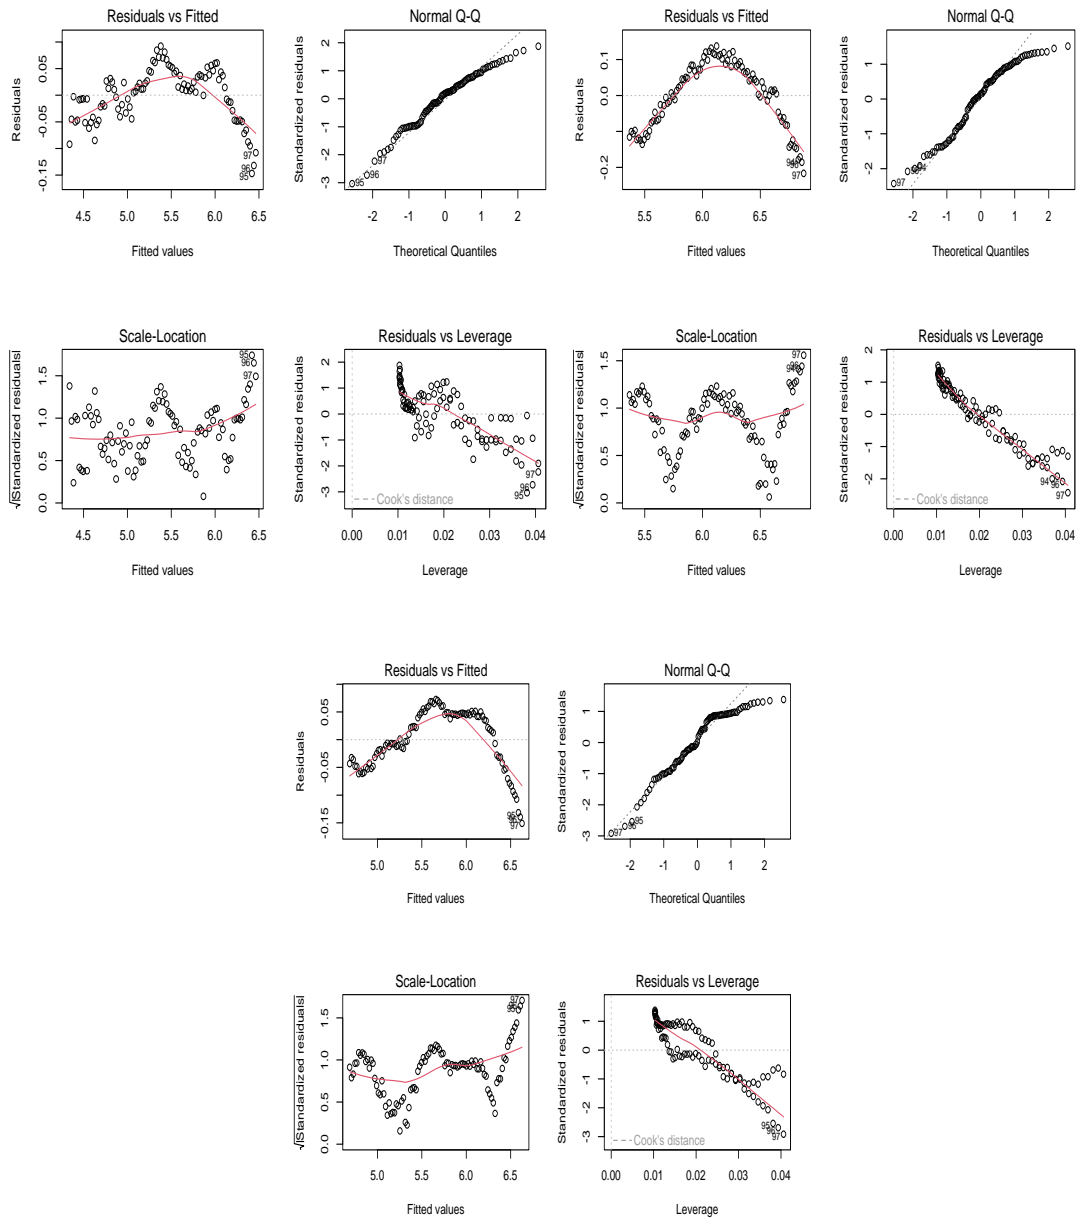 Residuals vs Fitted
Residuals
0.05
-0.05
-0.15
97
96
95
4.5 5.0 5.5 6.0 6.5
Fitted values
Normal Q-Q
Standardized residuals
2
1
0
-1
-2
-3
97
96
95
-2 -1 0 1 2
Theoretical Quantiles
Residuals vs Fitted
Residuals
0.1
0.0
-0.2
97
5.5 6.0 6.5
Fitted values
Normal Q-Q
Standardized residuals
1
0
-1
-2
97
-2 -1 0 1 2
Theoretical Quantiles
Scale-Location
√|Standardized residuals|
1.5
1.0
0.5
0.0
95
96
97
4.5 5.0 5.5 6.0 6.5
Fitted values
Residuals vs Leverage
Standardized residuals
2
1
0
-1
-2
-3
97
96
95
Cook's distance
0.00 0.01 0.02 0.03 0.04
Leverage
Scale-Location
√|Standardized residuals|
1.5
1.0
0.5
0.0
97
5.5 6.0 6.5
Fitted values
Residuals vs Leverage
Standardized residuals
2
1
0
-1
-2
94
96
97
Cook's distance
0.00 0.01 0.02 0.03 0.04
Leverage
Residuals vs Fitted
Residuals
0.05
-0.05
-0.15
97
5.0 5.5 6.0 6.5
Fitted values
Normal Q-Q
Standardized residuals
1
0
-1
-2
-3
97
95
-2 -1 0 1 2
Theoretical Quantiles
Scale-Location
√|Standardized residuals|
1.5
1.0
0.5
0.0
97
5.0 5.5 6.0 6.5
Fitted values
Residuals vs Leverage
Standardized residuals
1
0
-1
-2
-3
95
97
Cook's distance
0.00 0.01 0.02 0.03 0.04
Leverage